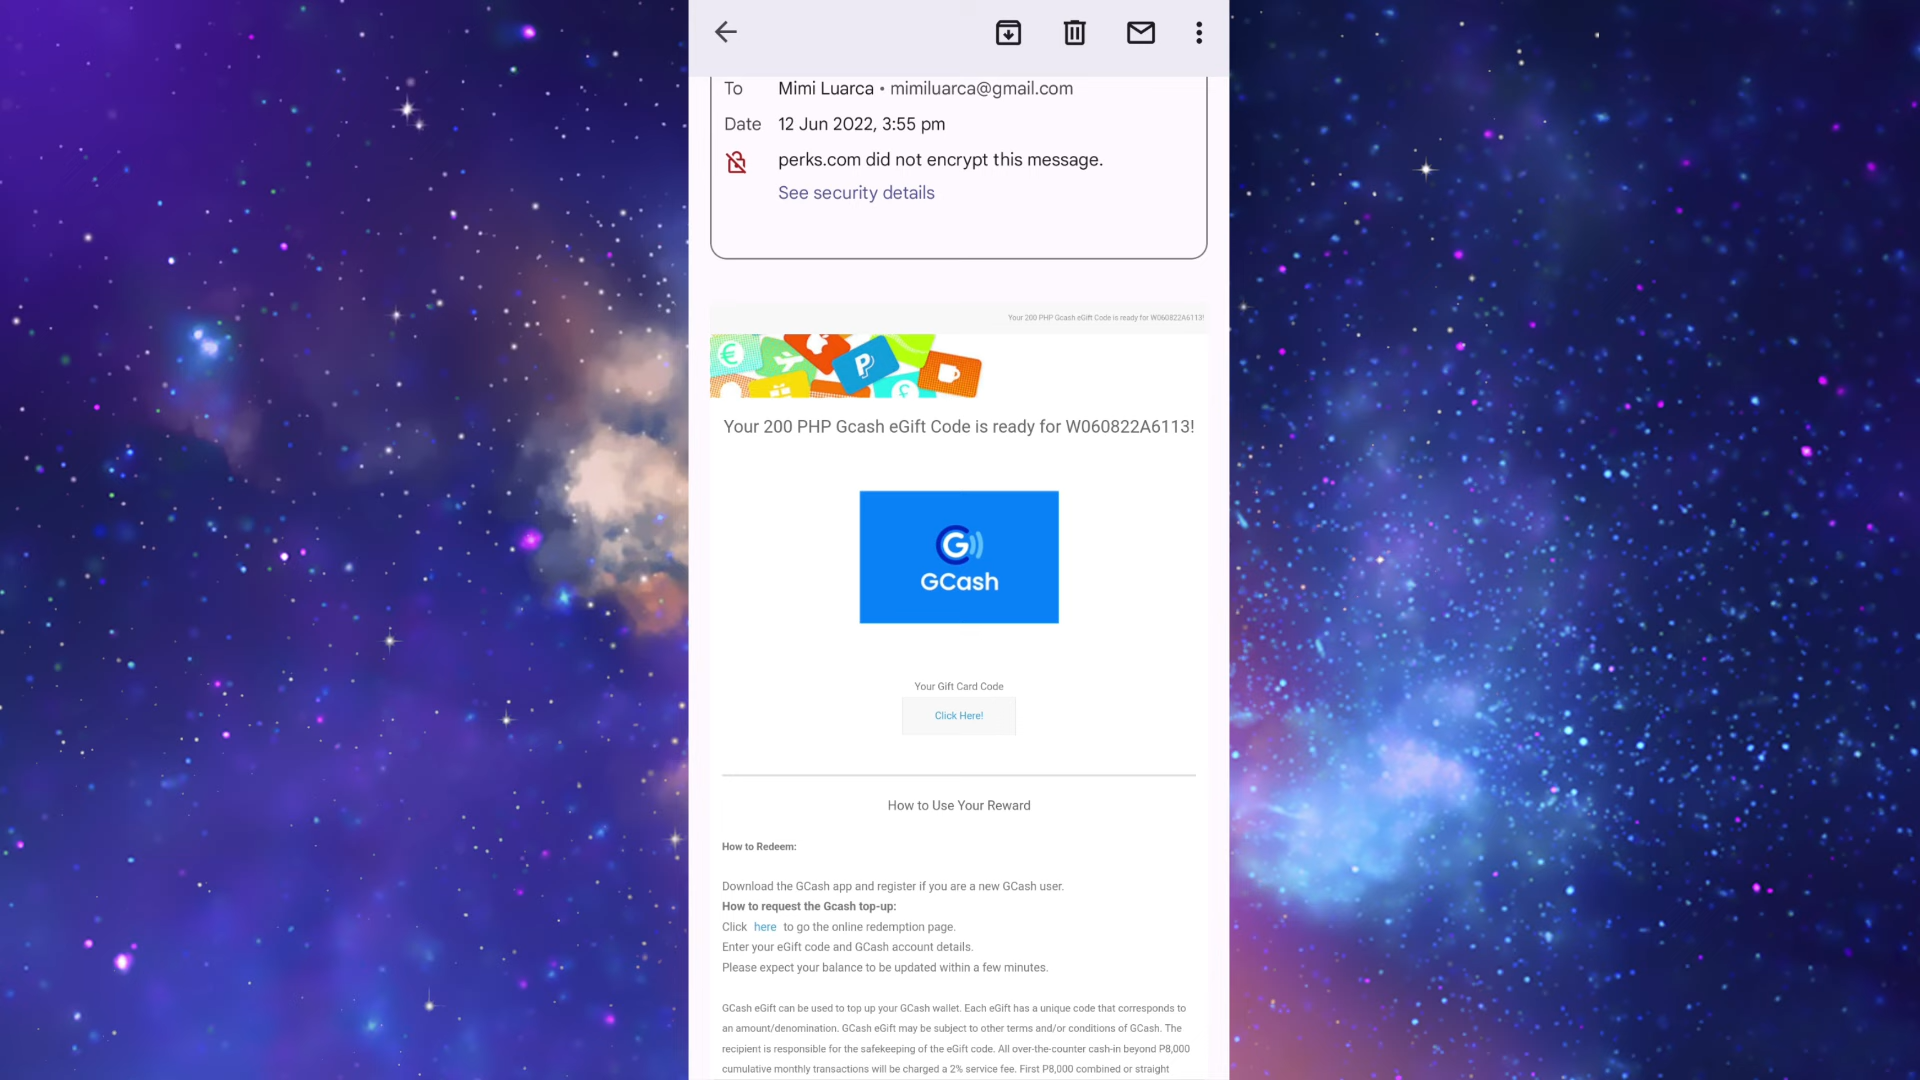 To Mimi Luarca • mimiluarca@gmail.com
Date 12 Jun 2022, 3:55 pm
perks.com did not encrypt this message.
See security details
Your 200 PHP Gcash eGift Code is ready for W060822A6113!
Your 200 PHP Gcash eGift Code is ready for W060822A6113!
G
GCash
Your Gift Card Code
Click Here!
How to Use Your Reward
How to Redeem:
Download the GCash app and register if you are a new GCash user.
How to request the Gcash top-up:
Click here to go the online redemption page.
Enter your eGift code and GCash account details.
Please expect your balance to be updated within a few minutes.
GCash eGift can be used to top up your GCash wallet. Each eGift has a unique code that corresponds to
an amount/denomination. GCash eGift may be subject to other terms and/or conditions of GCash. The
recipient is responsible for the safekeeping of the eGift code. All over-the-counter cash-in beyond P8,000
cumulative monthly transactions will be charged a 2% service fee. First P8,000 combined or straight